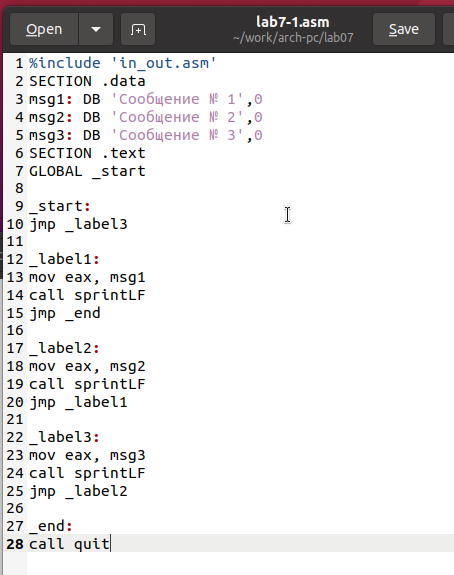 Open
lab7-1.asm
~/work/arch-pc/lab07
Save
1 %include 'in_out.asm'
2 SECTION .data
3 msg1: DB 'Сообщение № 1',0
4 msg2: DB 'Сообщение № 2',0
5 msg3: DB 'Сообщение № 3',0
6 SECTION .text
7 GLOBAL _start
8
9 _start:
10 jmp _label3
11
12 _label1:
13 mov eax, msg1
14 call sprintLF
15 jmp _end
16
17 _label2:
18 mov eax, msg2
19 call sprintLF
20 jmp _label1
21
22 _label3:
23 mov eax, msg3
24 call sprintLF
25 jmp _label2
26
27 _end:
28 call quit